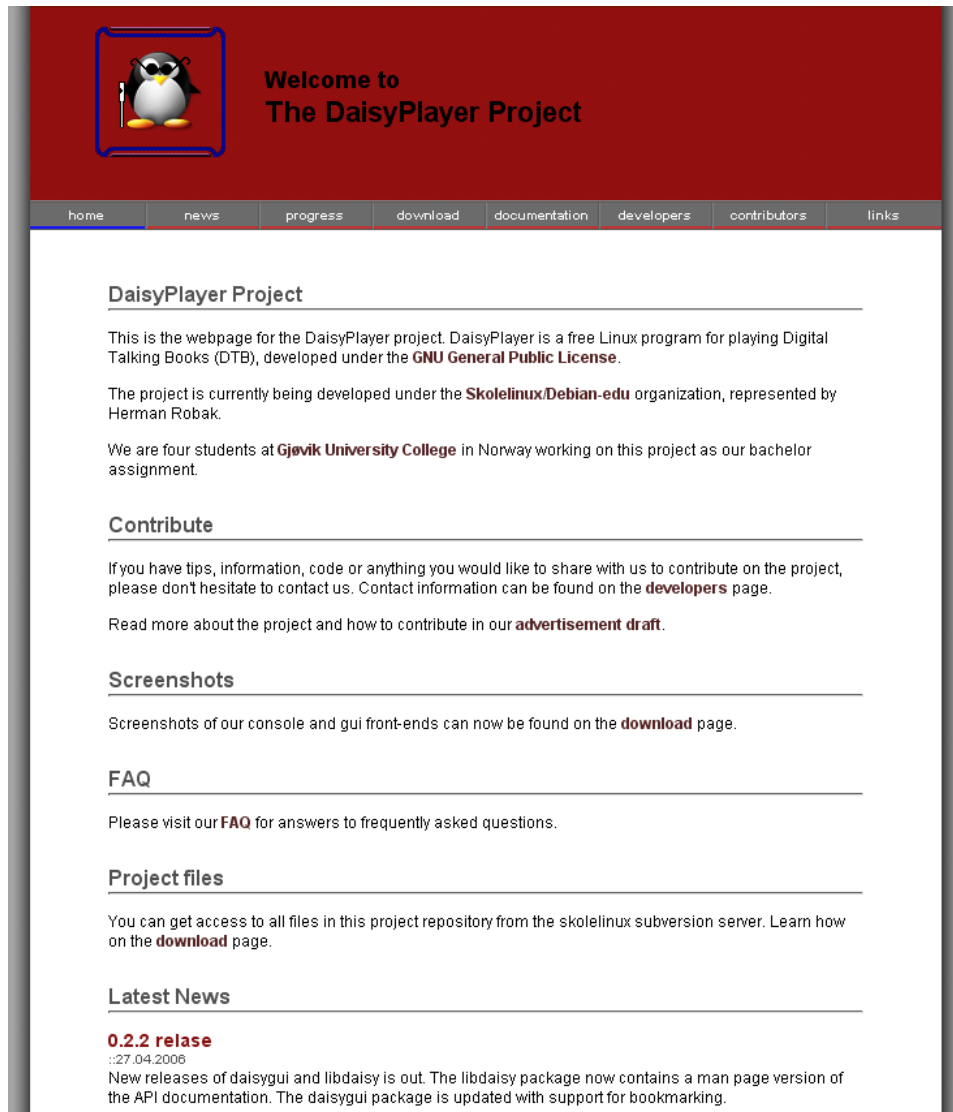 Welcome to
The DaisyPlayer Project
home news progress download documentation developers contributors links
DaisyPlayer Project
This is the webpage for the DaisyPlayer project. DaisyPlayer is a free Linux program for playing Digital
Talking Books (DTB), developed under the GNU General Public License.
The project is currently being developed under the Skolelinux/Debian-edu organization, represented by
Herman Robak.
We are four students at Gjøvik University College in Norway working on this project as our bachelor
assignment.
Contribute
If you have tips, information, code or anything you would like to share with us to contribute on the project,
please don't hesitate to contact us. Contact information can be found on the developers page.
Read more about the project and how to contribute in our advertisement draft.
Screenshots
Screenshots of our console and gui front-ends can now be found on the download page.
FAQ
Please visit our FAQ for answers to frequently asked questions.
Project files
You can get access to all files in this project repository from the skolelinux subversion server. Learn how
on the download page.
Latest News
0.2.2 relase
::27.04.2006
New releases of daisygui and libdaisy is out. The libdaisy package now contains a man page version of
the API documentation. The daisygui package is updated with support for bookmarking.